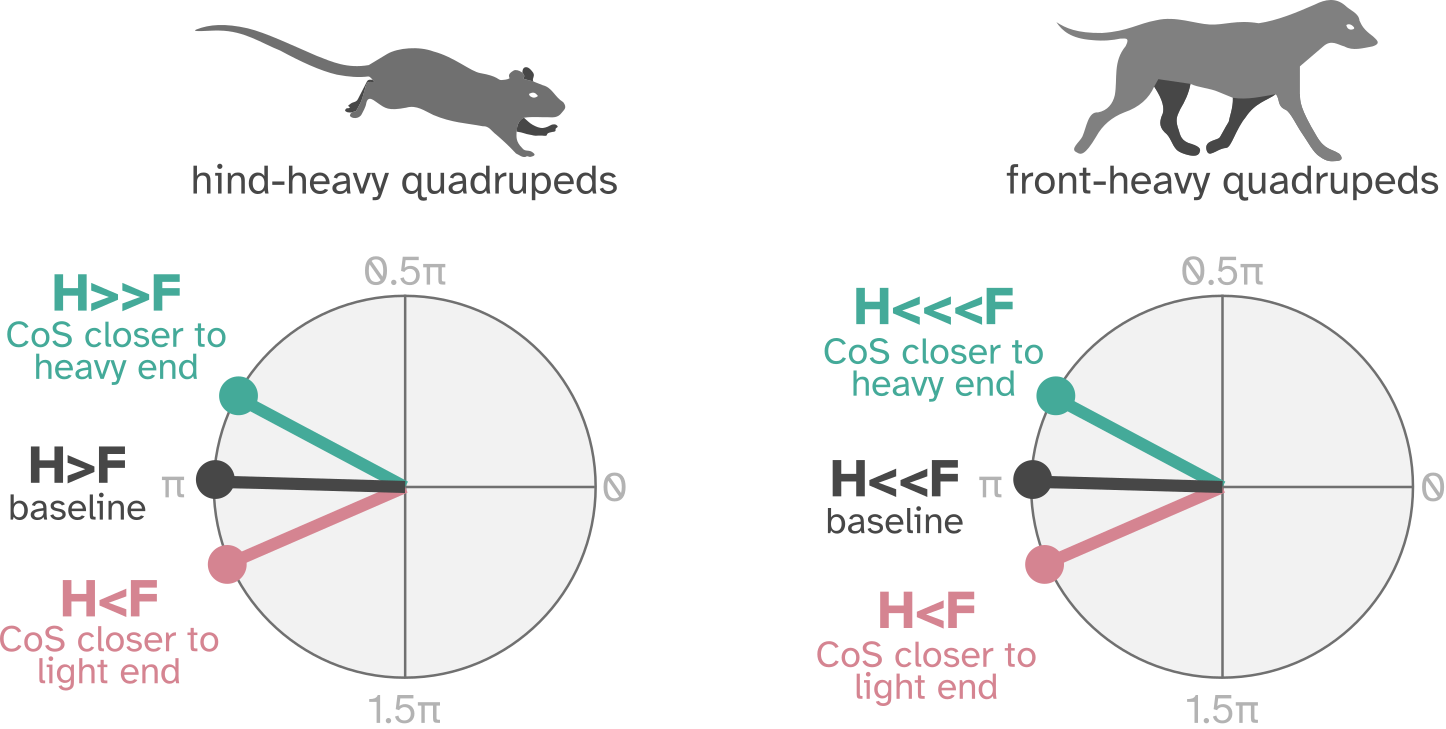 hind-heavy quadrupeds
0.5π
H>>F
CoS closer to
heavy end
H>F
baseline
π
0
H<F
CoS closer to
light end
1.5π
front-heavy quadrupeds
0.5π
H<<<F
CoS closer to
heavy end
H<<F
baseline
π
0
H<F
CoS closer to
light end
1.5π